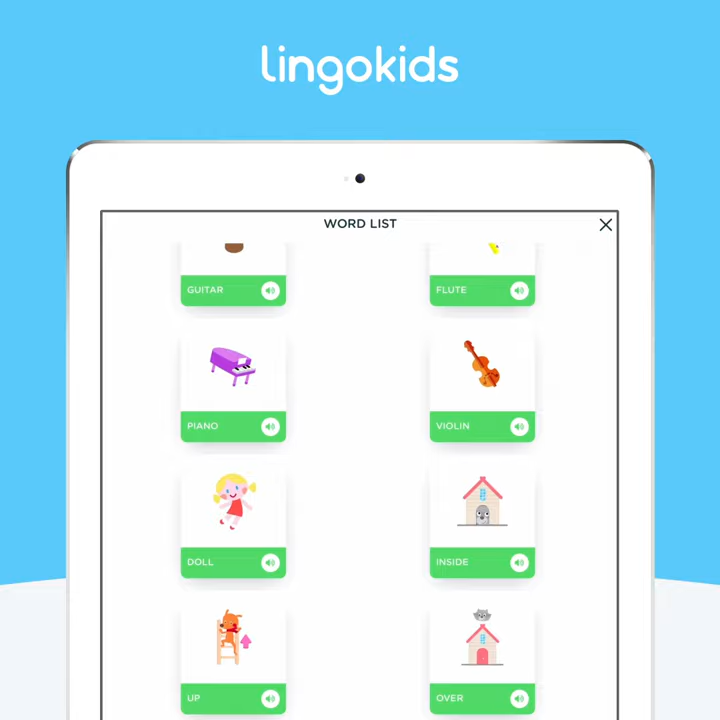 lingokids
WORD LIST
GUITAR
FLUTE
PIANO
VIOLIN
DOLL
INSIDE
UP
OVER